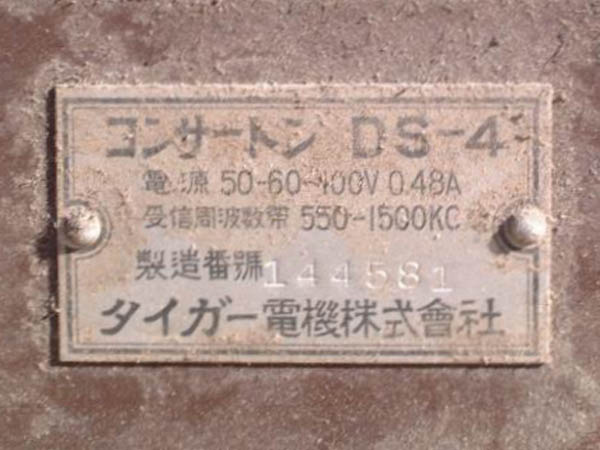 コンサートン DS-4
電源 50-60-100V 0.48A
受信周波数帯 550-1500KC
製造番號 144581
タイガー電機株式會社